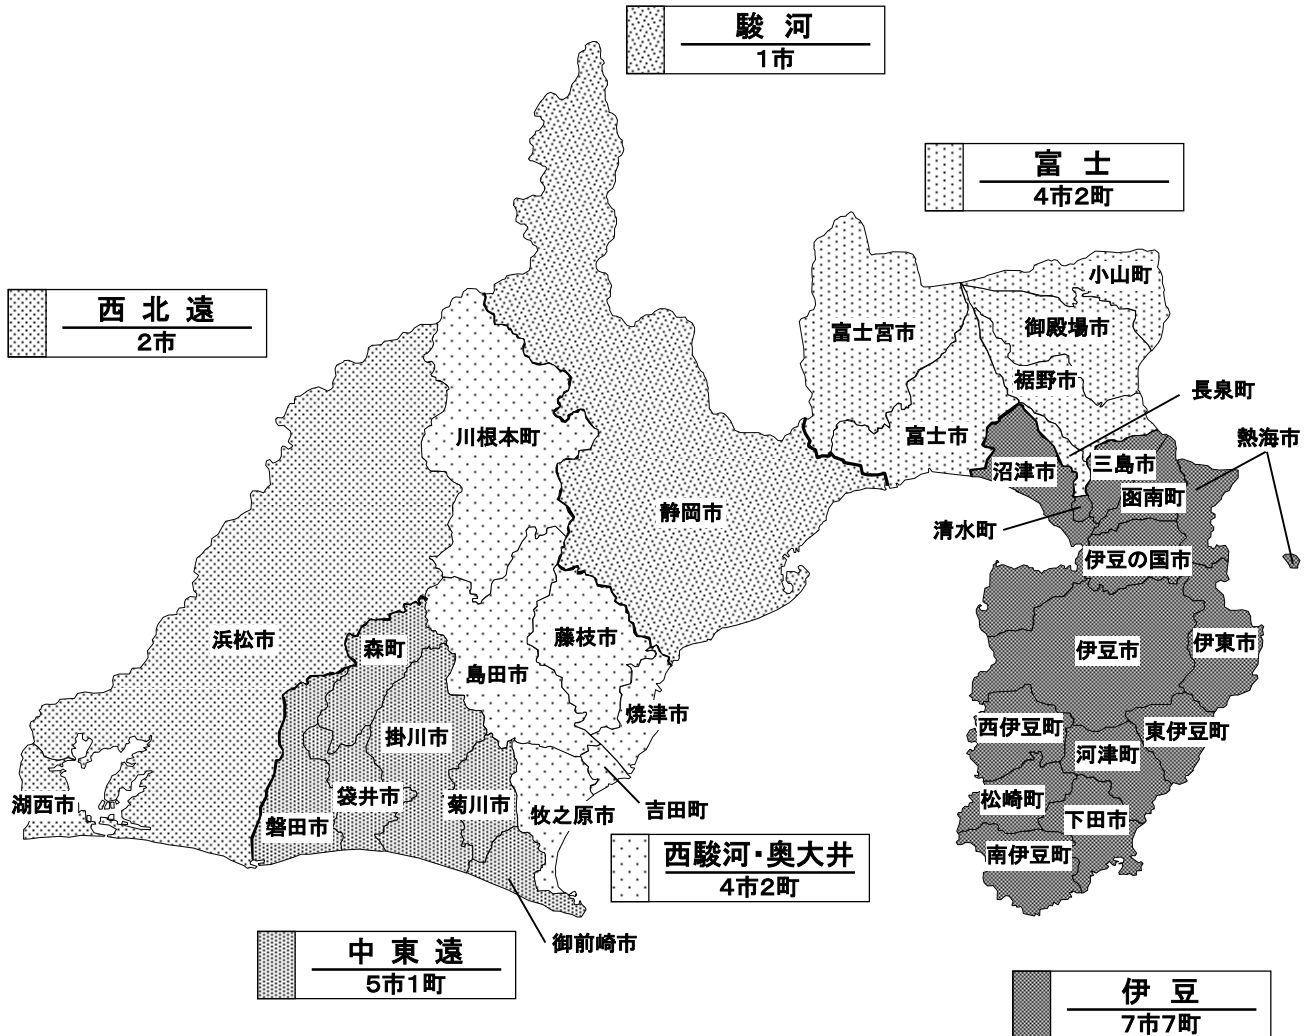 駿河
1市
富士
4市2町
小山町
西北遠
2市
御殿場市
富士宮市
裾野市
長泉町
川根本町
富士市
熱海市
沼津市
三島市
函南町
静岡市
清水町
伊豆の国市
浜松市
森町
藤枝市
伊豆市
伊東市
島田市
焼津市
掛川市
西伊豆町
東伊豆町
河津町
湖西市
袋井市
菊川市
牧之原市
吉田町
松崎町
磐田市
下田市
西駿河・奥大井
4市2町
南伊豆町
中東遠
5市1町
御前崎市
伊豆
7市7町